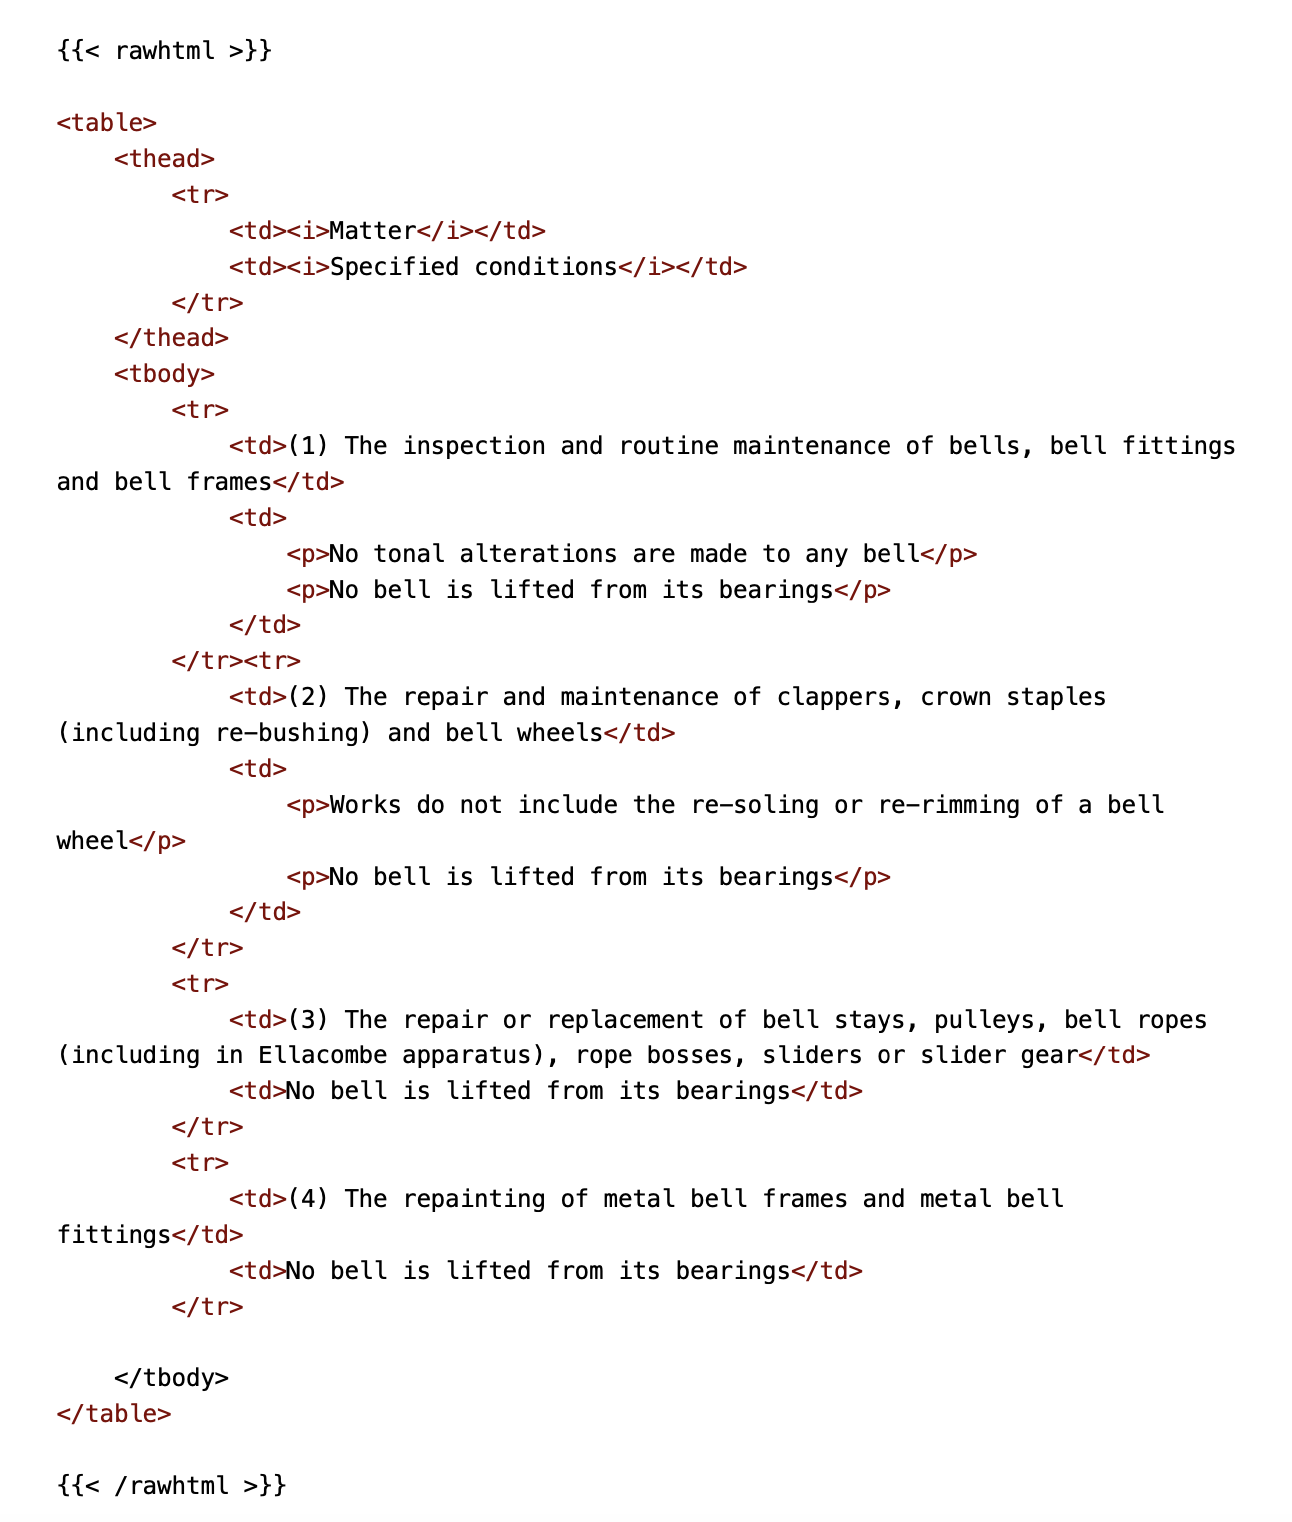 {{< rawhtml >}}

<table>
    <thead>
        <tr>
            <td><i>Matter</i></td>
            <td><i>Specified conditions</i></td>
        </tr>
    </thead>
    <tbody>
        <tr>
            <td>(1) The inspection and routine maintenance of bells, bell fittings
and bell frames</td>
            <td>
                <p>No tonal alterations are made to any bell</p>
                <p>No bell is lifted from its bearings</p>
            </td>
        </tr><tr>
            <td>(2) The repair and maintenance of clappers, crown staples
(including re-bushing) and bell wheels</td>
            <td>
                <p>Works do not include the re-soling or re-rimming of a bell
wheel</p>
                <p>No bell is lifted from its bearings</p>
            </td>
        </tr>
        <tr>
            <td>(3) The repair or replacement of bell stays, pulleys, bell ropes
(including in Ellacombe apparatus), rope bosses, sliders or slider gear</td>
            <td>No bell is lifted from its bearings</td>
        </tr>
        <tr>
            <td>(4) The repainting of metal bell frames and metal bell
fittings</td>
            <td>No bell is lifted from its bearings</td>
        </tr>

    </tbody>
</table>

{{< /rawhtml >}}